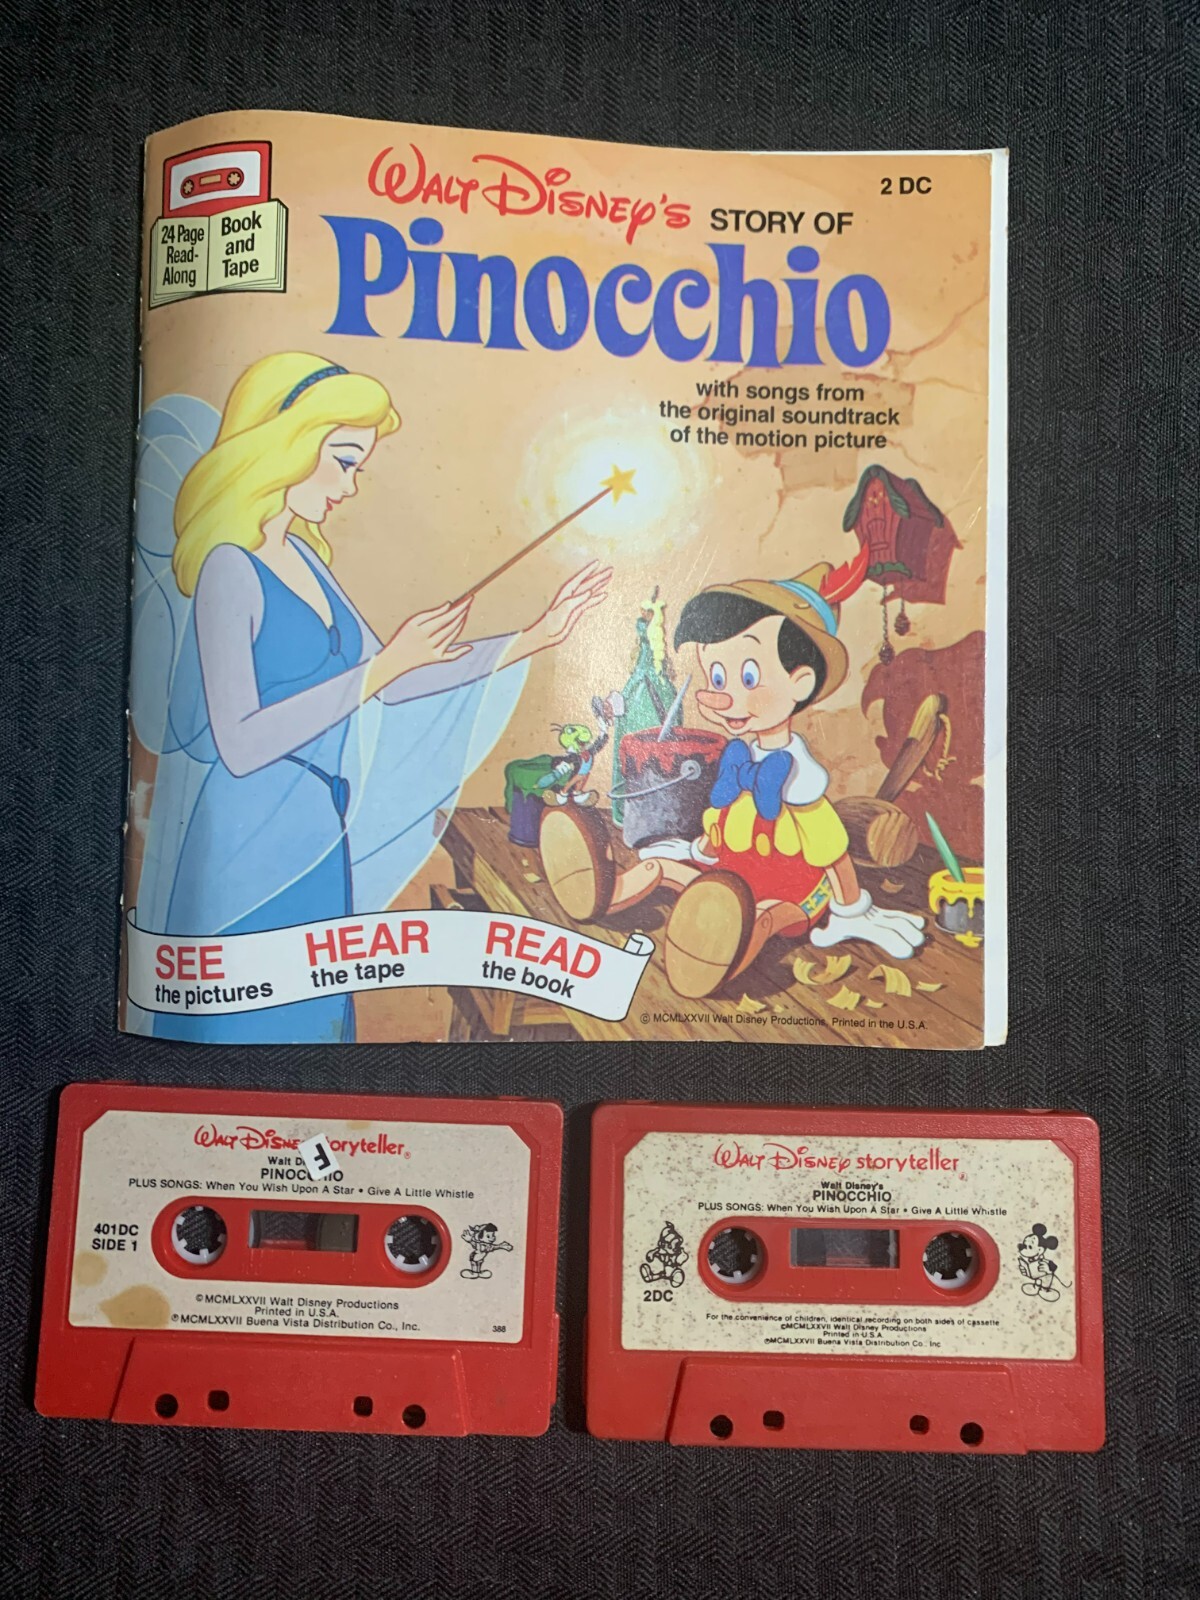 24 Page
Read-
Along
Book
and
Tape
2 DC
WALT DISNEY'S STORY OF
Pinocchio
with songs from
the original soundtrack
of the motion picture
SEE
the pictures
HEAR
the tape
READ
the book
© MCMLXXVII Walt Disney Productions. Printed in the U.S.A.
WALT DISNEY storyteller®
Walt
PINOCCHIO
PLUS SONGS: When You Wish Upon A Star • Give A Little Whistle
F
401DC
SIDE 1
©MCMLXXVII Walt Disney Productions
Printed in U.S.A.
℗MCMLXXVII Buena Vista Distribution Co., Inc.
388
WALT DISNEY storyteller®
Walt Disney's
PINOCCHIO
PLUS SONGS: When You Wish Upon A Star • Give A Little Whistle
2DC
For the convenience of children, identical recording on both sides of cassette
©MCMLXXVII Walt Disney Productions
Printed in U.S.A.
℗MCMLXXVII Buena Vista Distribution Co., Inc.